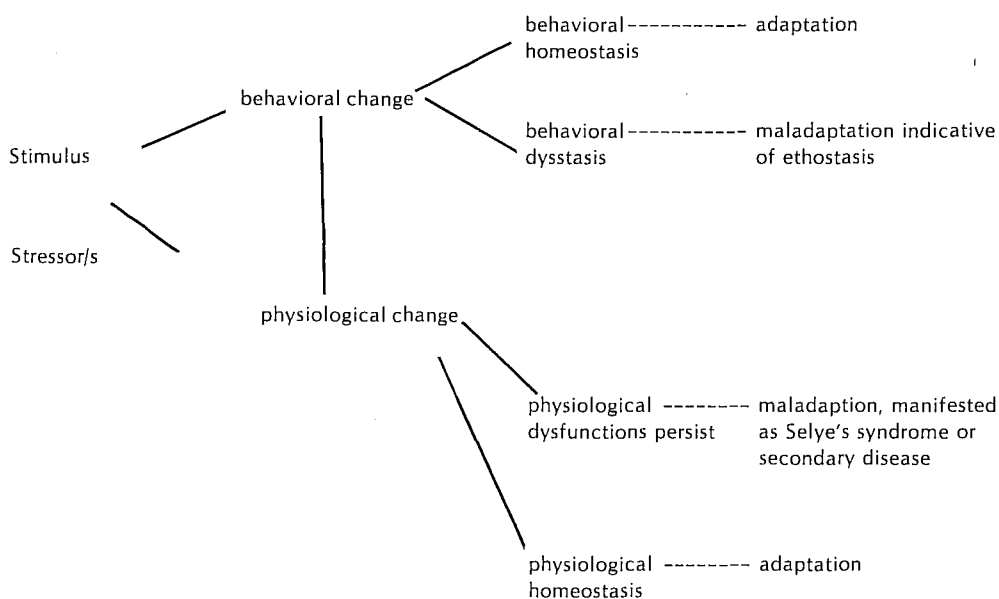 behavioral ----------- adaptation
homeostasis
behavioral change
behavioral ----------- maladaptation indicative
dysstasis of ethostasis
Stimulus
Stressor/s
physiological change
physiological -------- maladaption, manifested
dysfunctions persist as Selye's syndrome or
secondary disease
physiological -------- adaptation
homeostasis